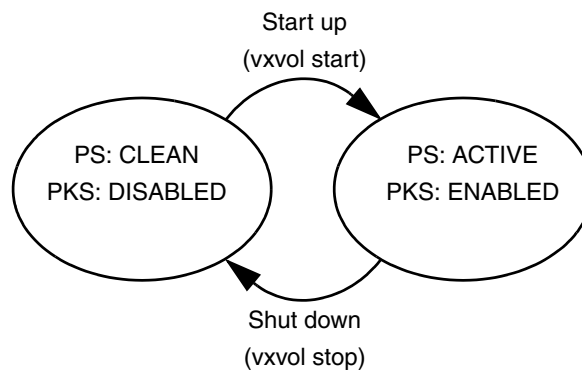 Start up
(vxvol start)
PS: CLEAN
PKS: DISABLED
PS: ACTIVE
PKS: ENABLED
Shut down
(vxvol stop)